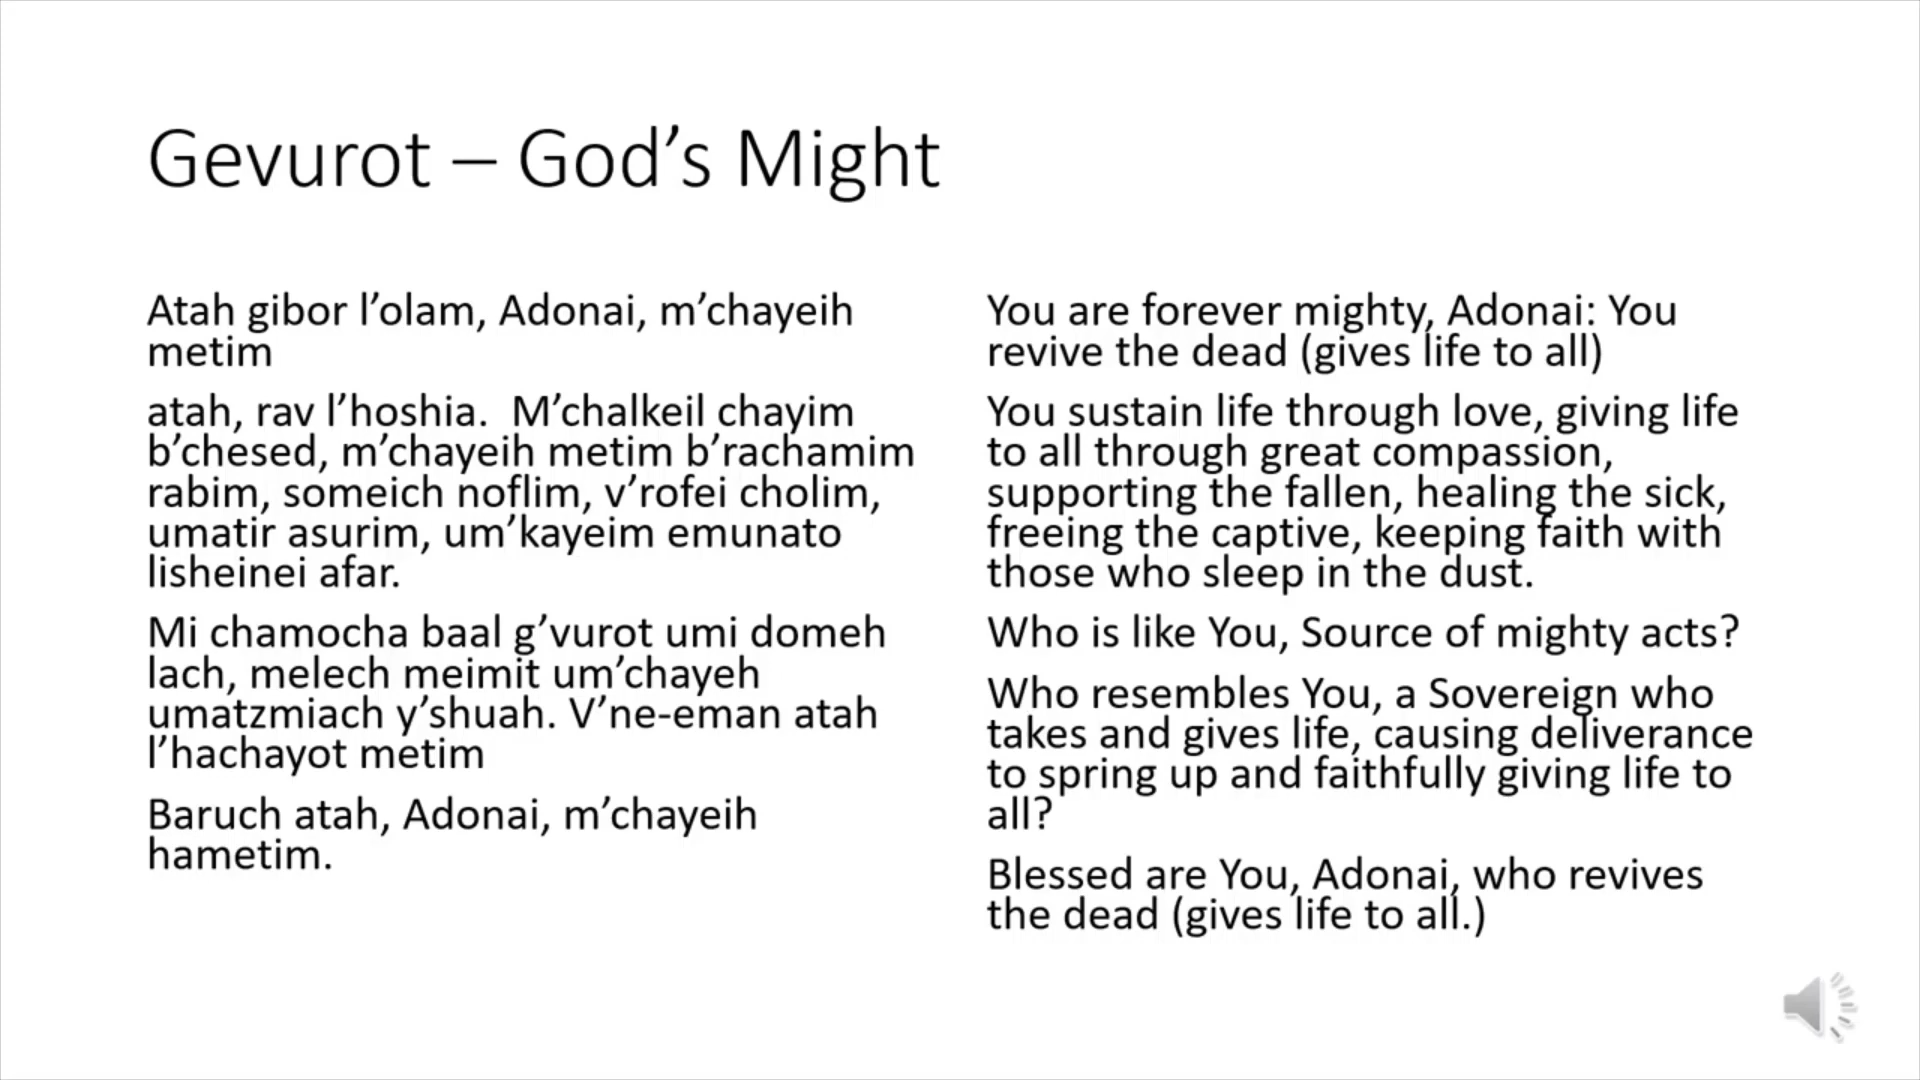 Gevurot – God’s Might
Atah gibor l’olam, Adonai, m’chayeih
metim
atah, rav l’hoshia.  M’chalkeil chayim
b’chesed, m’chayeih metim b’rachamim
rabim, someich noflim, v’rofei cholim,
umatir asurim, um’kayeim emunato
lisheinei afar.
Mi chamocha baal g’vurot umi domeh
lach, melech meimit um’chayeh
umatzmiach y’shuah. V’ne-eman atah
l’hachayot metim
Baruch atah, Adonai, m’chayeih
hametim.
You are forever mighty, Adonai: You
revive the dead (gives life to all)
You sustain life through love, giving life
to all through great compassion,
supporting the fallen, healing the sick,
freeing the captive, keeping faith with
those who sleep in the dust.
Who is like You, Source of mighty acts?
Who resembles You, a Sovereign who
takes and gives life, causing deliverance
to spring up and faithfully giving life to
all?
Blessed are You, Adonai, who revives
the dead (gives life to all.)